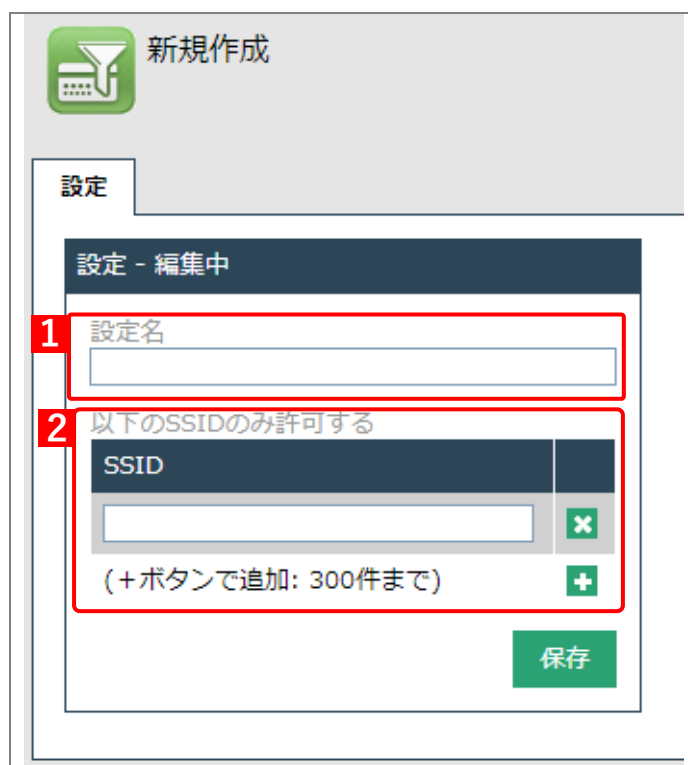 新規作成
設定
設定 - 編集中
1
設定名
2
以下のSSIDのみ許可する
SSID
(+ボタンで追加: 300件まで)
保存